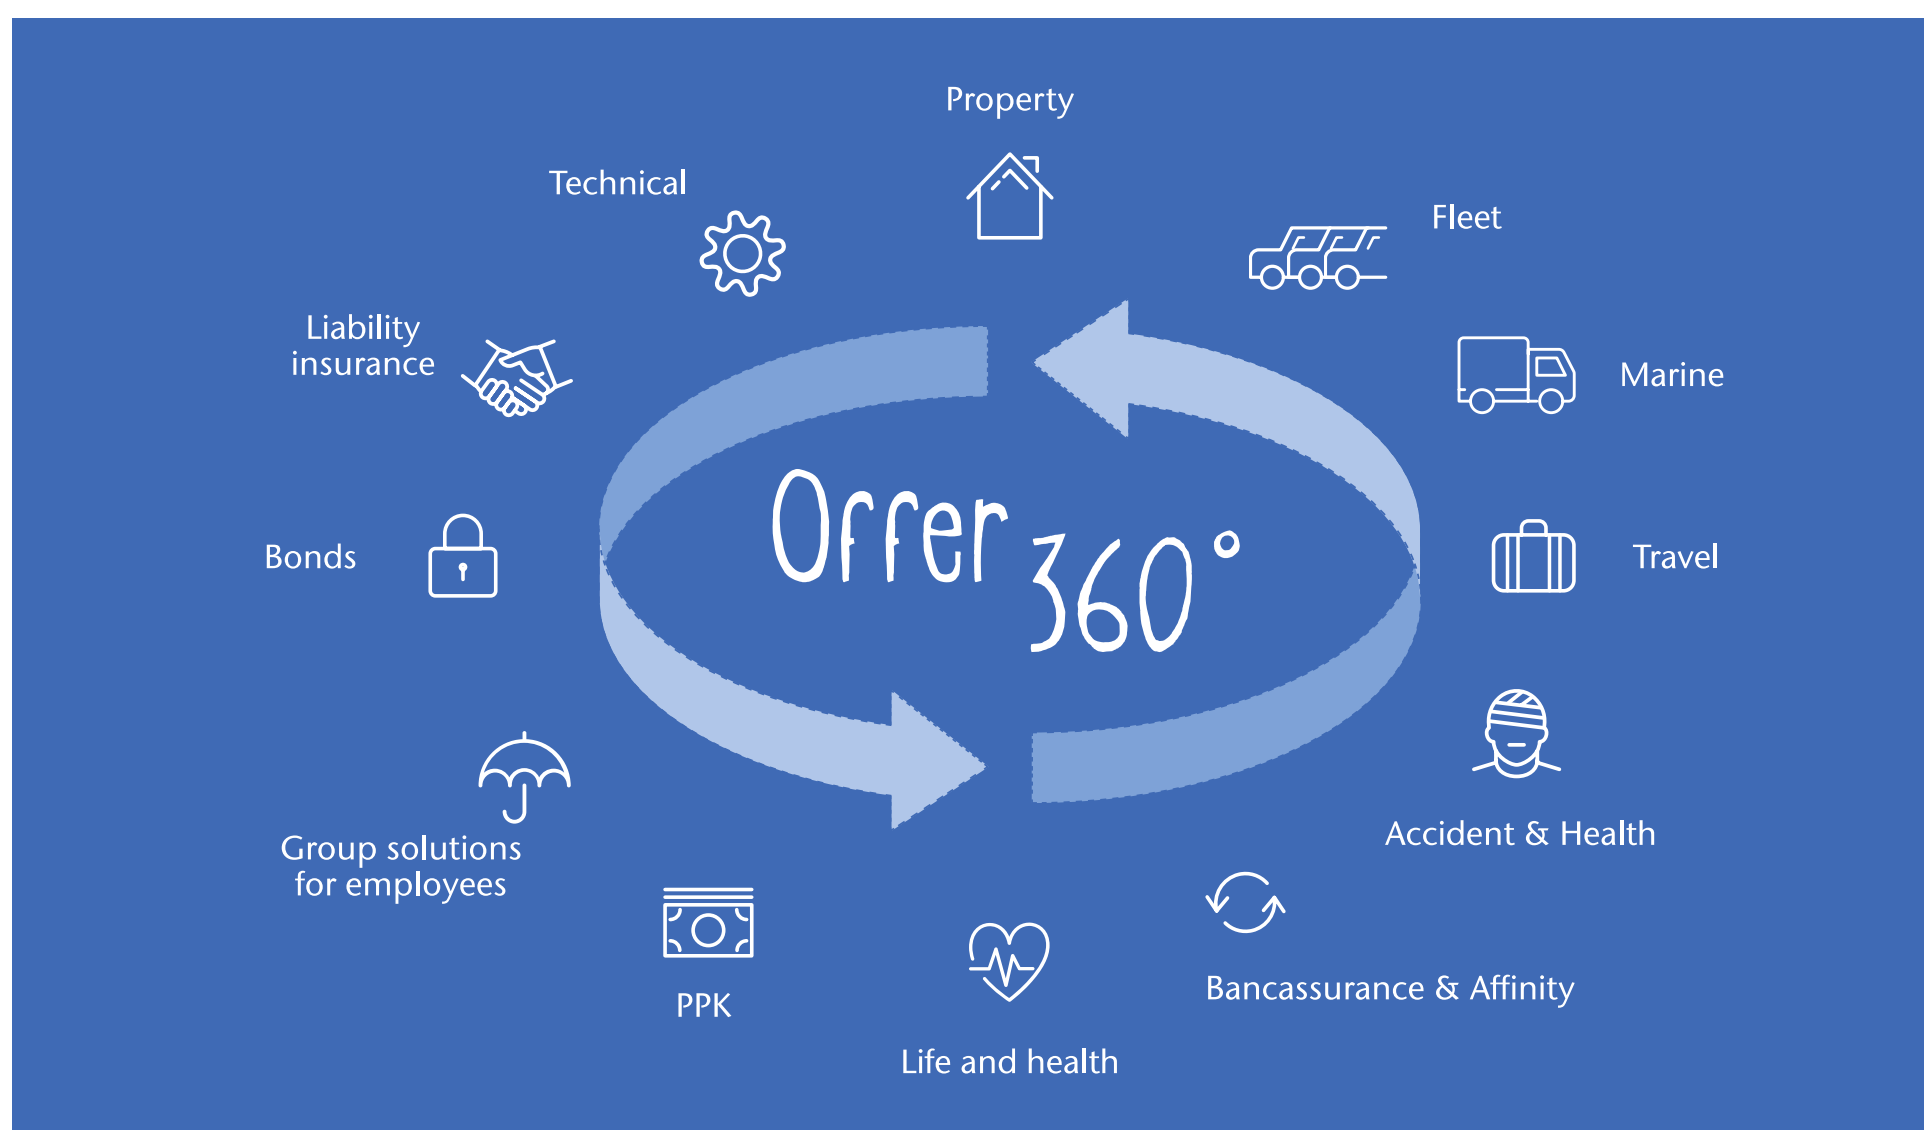 Property
Technical
Fleet
Liability
insurance
Marine
Offer
360°
Bonds
Travel
Accident & Health
Group solutions
for employees
Bancassurance & Affinity
PPK
Life and health